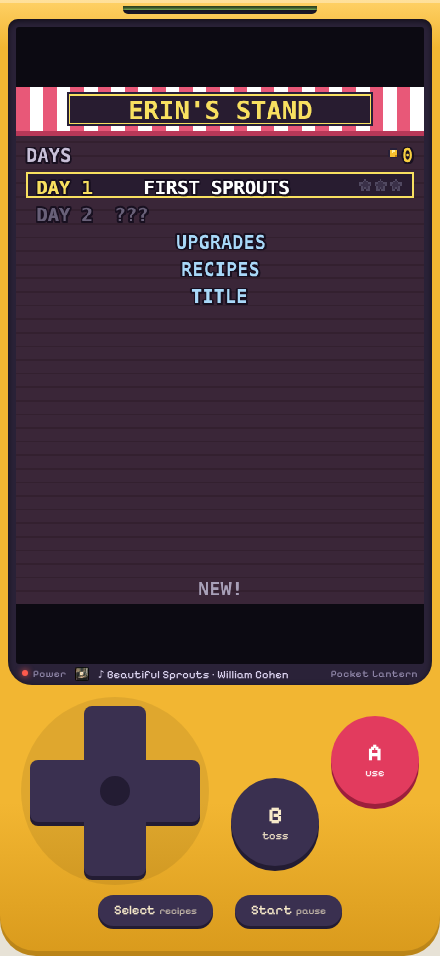 ERIN'S STAND
DAYS 0
DAY 1 FIRST SPROUTS
DAY 2 ???
UPGRADES
RECIPES
TITLE
NEW!
Power ♪ Beautiful Sprouts · William Cohen Pocket Lantern
A
use
B
toss
Select recipes Start pause